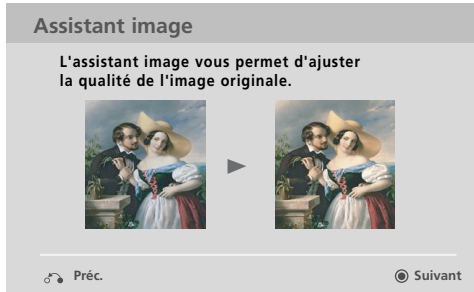 Assistant image
L'assistant image vous permet d'ajuster
la qualité de l'image originale.
Préc.
Suivant